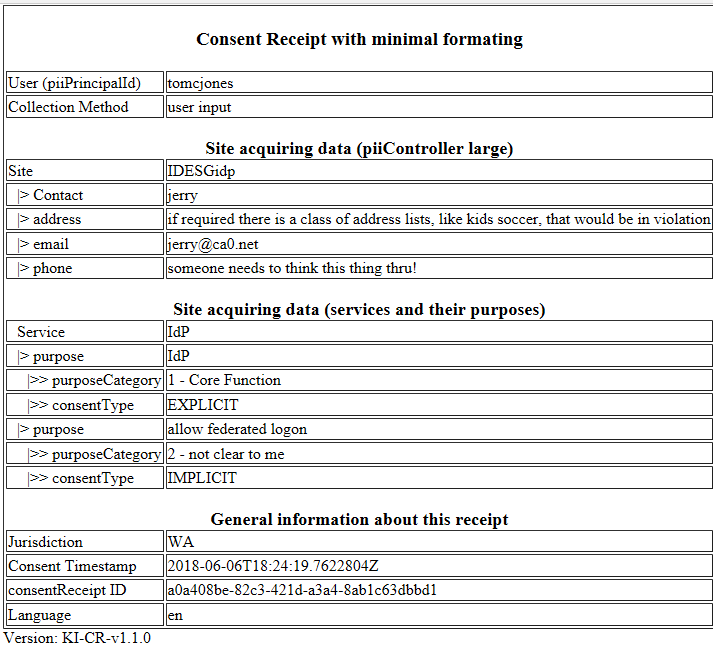 Consent Receipt with minimal formating
User (piiPrincipalId) tomcjones
Collection Method user input
Site acquiring data (piiController large)
Site IDESGidp
|> Contact jerry
|> address if required there is a class of address lists, like kids soccer, that would be in violation
|> email jerry@ca0.net
|> phone someone needs to think this thing thru!
Site acquiring data (services and their purposes)
Service IdP
|> purpose IdP
|>> purposeCategory 1 - Core Function
|>> consentType EXPLICIT
|> purpose allow federated logon
|>> purposeCategory 2 - not clear to me
|>> consentType IMPLICIT
General information about this receipt
Jurisdiction WA
Consent Timestamp 2018-06-06T18:24:19.7622804Z
consentReceipt ID a0a408be-82c3-421d-a3a4-8ab1c63dbbd1
Language en
Version: KI-CR-v1.1.0